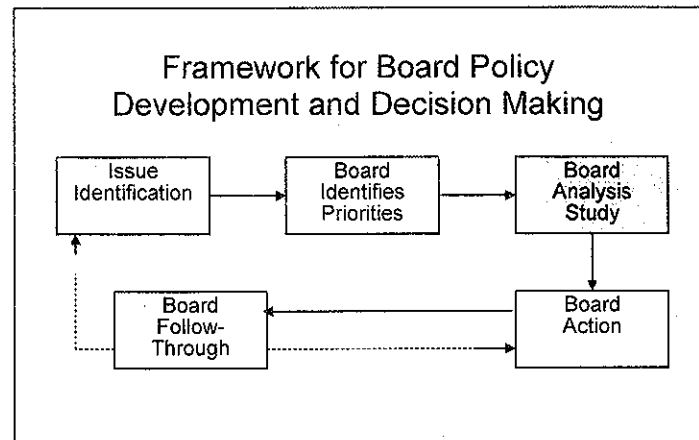 Framework for Board Policy
Development and Decision Making
Issue
Identification
Board
Identifies
Priorities
Board
Analysis
Study
Board
Follow-
Through
Board
Action